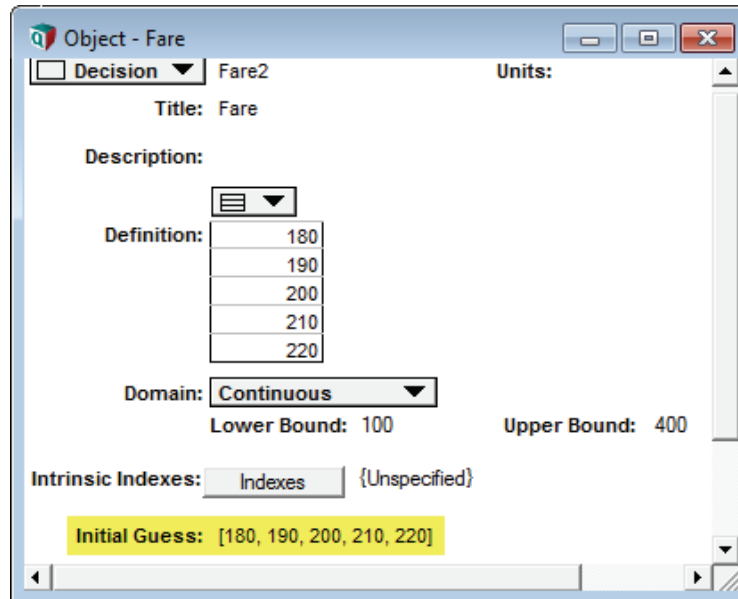 Object - Fare
Decision Fare2 Units:
Title: Fare
Description:
Definition: 180
190
200
210
220
Domain: Continuous
Lower Bound: 100 Upper Bound: 400
Intrinsic Indexes: Indexes {Unspecified}
Initial Guess: [180, 190, 200, 210, 220]